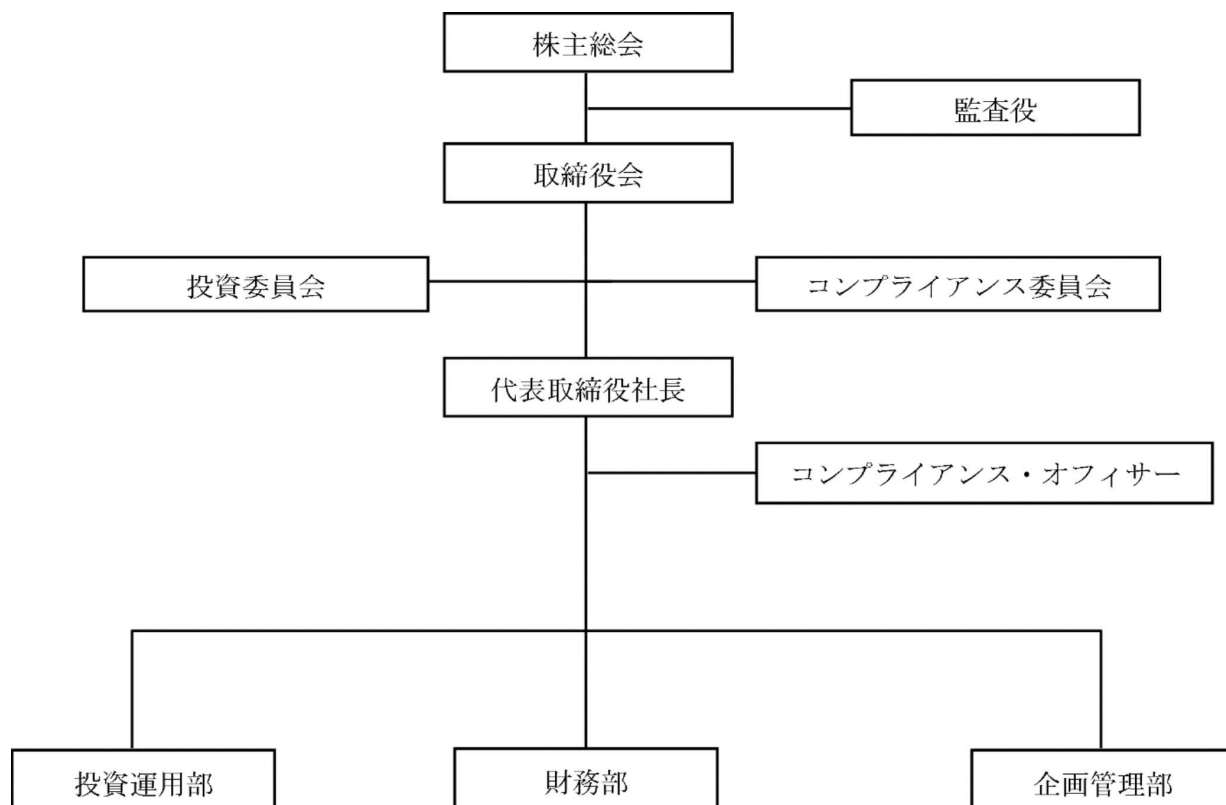 株主総会
監査役
取締役会
投資委員会
コンプライアンス委員会
代表取締役社長
コンプライアンス・オフィサー
投資運用部
財務部
企画管理部